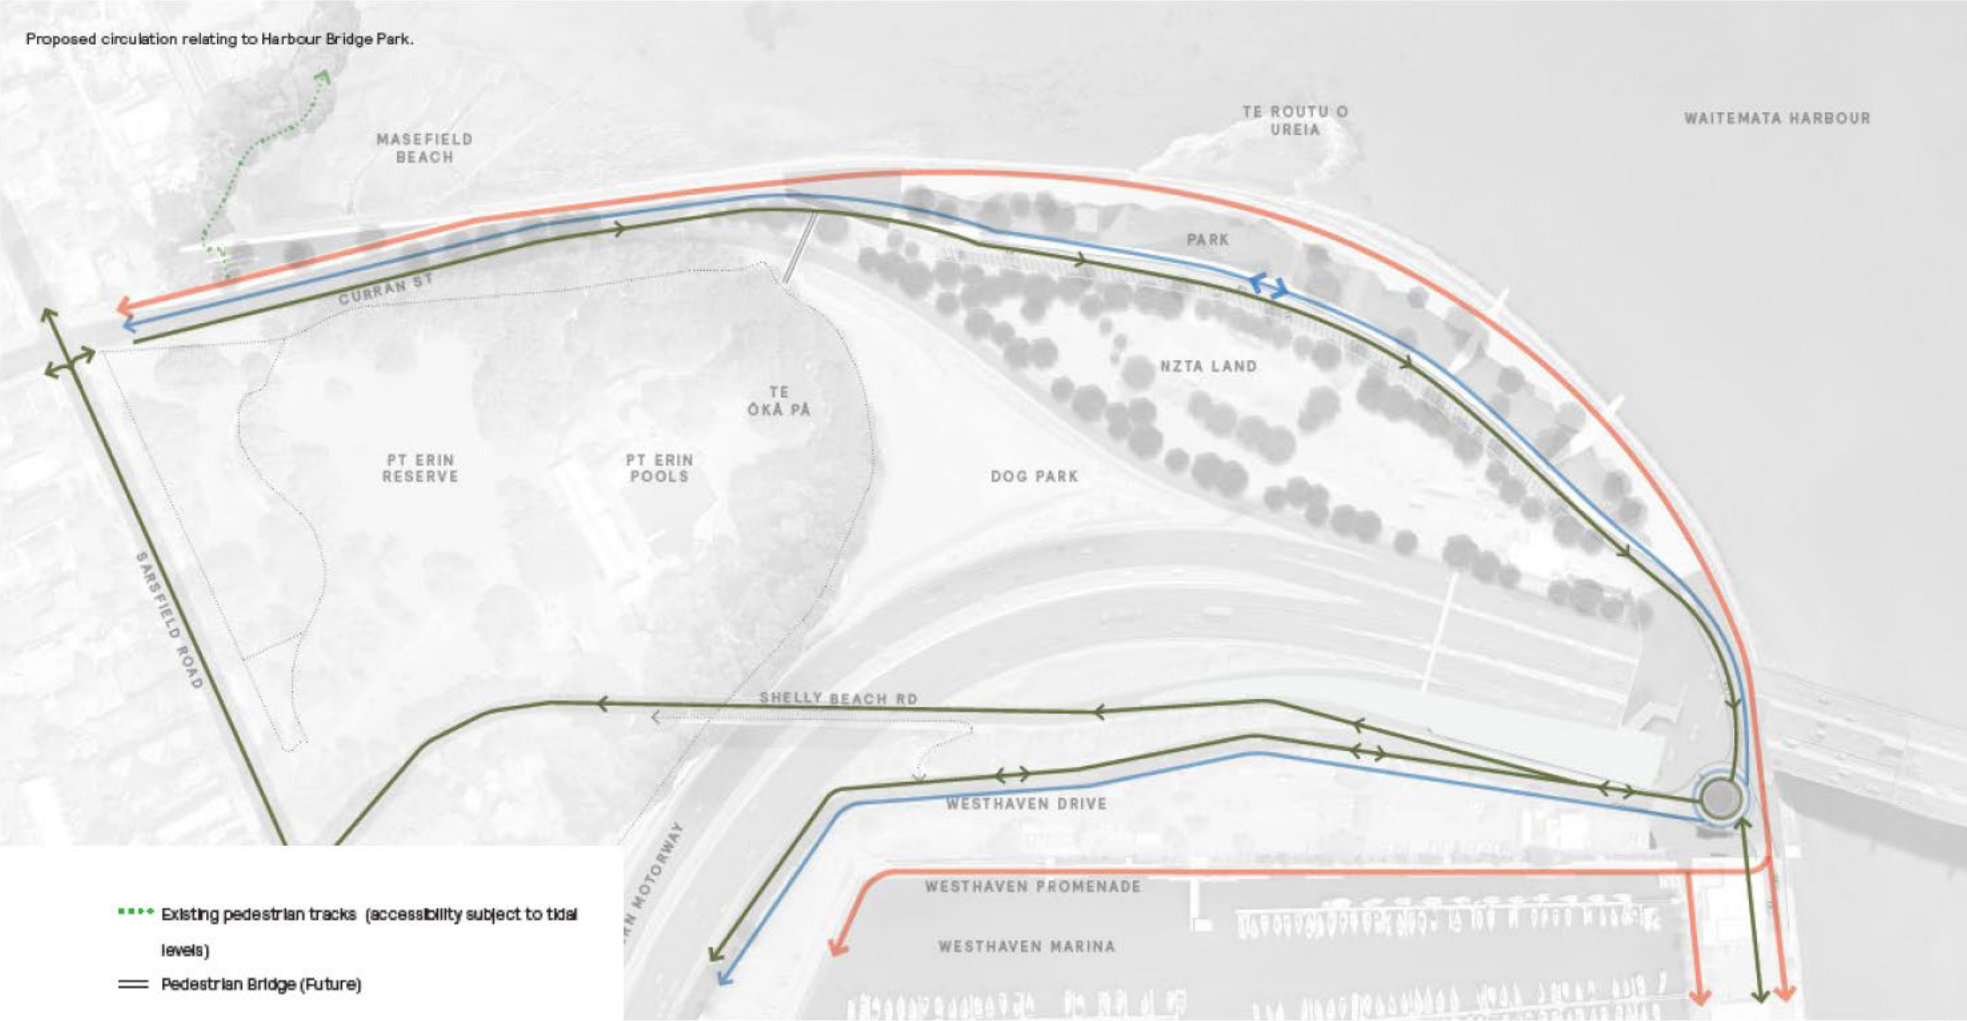 Proposed circulation relating to Harbour Bridge Park.
MASEFIELD
BEACH
TE ROUTU O
UREIA
WAITEMATA HARBOUR
PARK
CURRAN ST
NZTA LAND
TE
ŌKĀ PĀ
PT ERIN
RESERVE
PT ERIN
POOLS
DOG PARK
SARSFIELD ROAD
SHELLY BEACH RD
WESTHAVEN DRIVE
MOTORWAY
WESTHAVEN PROMENADE
WESTHAVEN MARINA
Existing pedestrian tracks (accessibility subject to tidal
levels)
Pedestrian Bridge (Future)